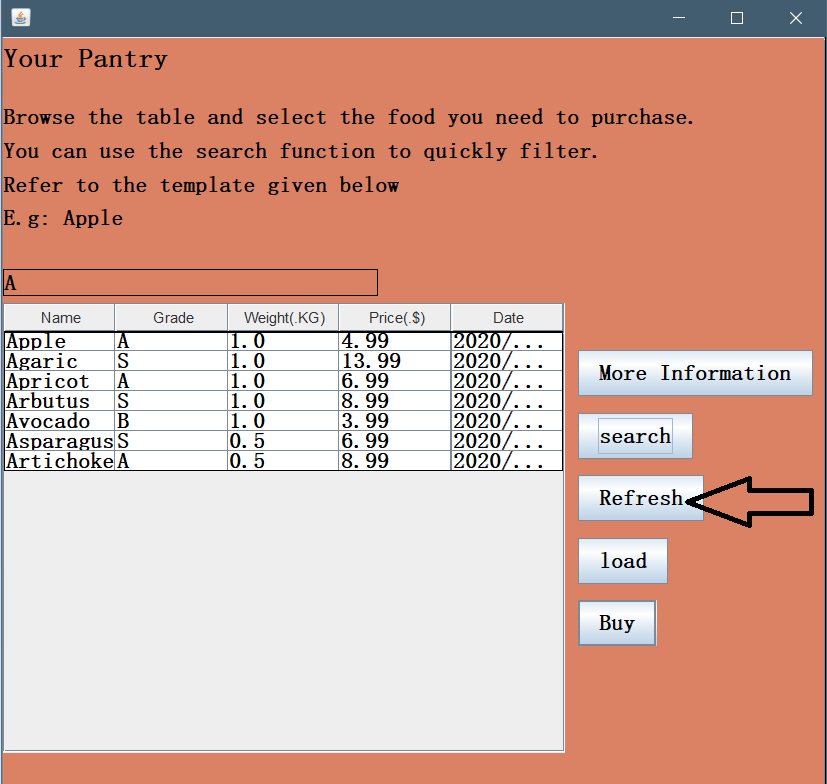 Your Pantry
Browse the table and select the food you need to purchase.
You can use the search function to quickly filter.
Refer to the template given below
E.g: Apple
A
Name Grade Weight(.KG) Price(.$) Date
Apple A 1.0 4.99 2020/...
Agaric S 1.0 13.99 2020/...
Apricot A 1.0 6.99 2020/...
Arbutus S 1.0 8.99 2020/...
Avocado B 1.0 3.99 2020/...
Asparagus S 0.5 6.99 2020/...
Artichoke A 0.5 8.99 2020/...
More Information
search
Refresh
load
Buy